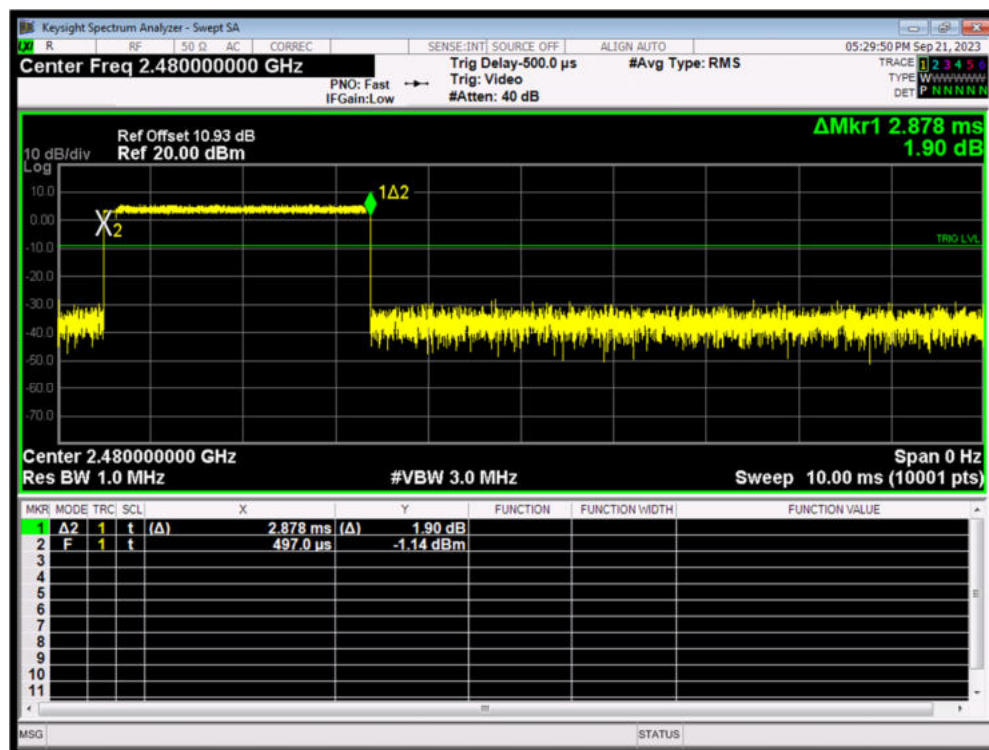 Keysight Spectrum Analyzer - Swept SA
LXI R RF 50 Ω AC CORREC SENSE:INT SOURCE OFF ALIGN AUTO 05:29:50 PM Sep 21, 2023
Center Freq 2.480000000 GHz
PNO: Fast
IFGain:Low
Trig Delay-500.0 µs
Trig: Video
#Atten: 40 dB
#Avg Type: RMS
TRACE 1 2 3 4 5 6
TYPE WWWWWW
DET P N N N N N
ΔMkr1 2.878 ms
1.90 dB
Ref Offset 10.93 dB
10 dB/div Ref 20.00 dBm
Log
10.0
0.00
-10.0
-20.0
-30.0
-40.0
-50.0
-60.0
-70.0
1Δ2
X2
TRIG LVL
Center 2.480000000 GHz Span 0 Hz
Res BW 1.0 MHz #VBW 3.0 MHz Sweep 10.00 ms (10001 pts)
MKR MODE TRC SCL X Y FUNCTION FUNCTION WIDTH FUNCTION VALUE
1 Δ2 1 t (Δ) 2.878 ms (Δ) 1.90 dB
2 F 1 t 497.0 µs -1.14 dBm
3
4
5
6
7
8
9
10
11
MSG STATUS